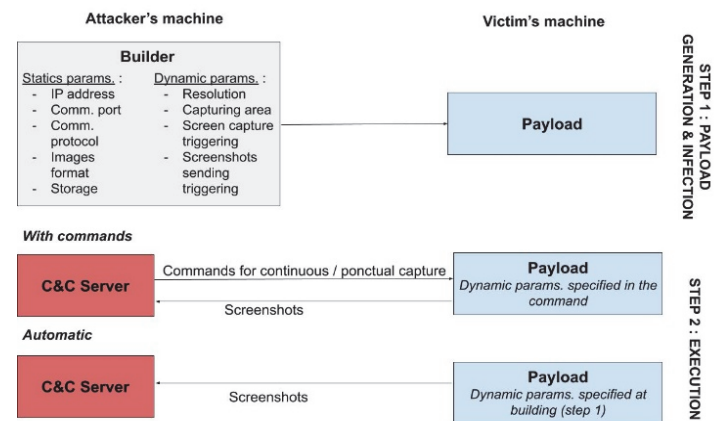 Attacker's machine
Victim's machine
Builder
Statics params. :
- IP address
- Comm. port
- Comm.
protocol
- Images
format
- Storage
Dynamic params. :
- Resolution
- Capturing area
- Screen capture
triggering
- Screenshots
sending
triggering
Payload
STEP 1 : PAYLOAD
GENERATION & INFECTION
With commands
C&C Server
Commands for continuous / ponctual capture
Screenshots
Payload
Dynamic params. specified in the
command
Automatic
C&C Server
Screenshots
Payload
Dynamic params. specified at
building (step 1)
STEP 2 : EXECUTION